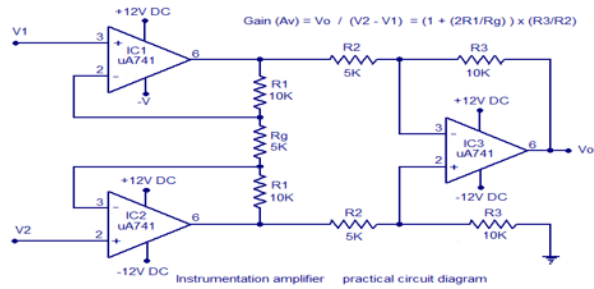 +12V DC
Gain (Av) = Vo / (V2 - V1) = (1 + (2R1/Rg) ) x (R3/R2)
V1
3
+
IC1
uA741
6
2
-
-V
R2
5K
R3
10K
R1
10K
+12V DC
Rg
5K
3
-
IC3
uA741
6
Vo
2
+
+12V DC
R1
10K
-12V DC
3
-
IC2
uA741
6
V2
2
+
R2
5K
R3
10K
-12V DC
Instrumentation amplifier practical circuit diagram